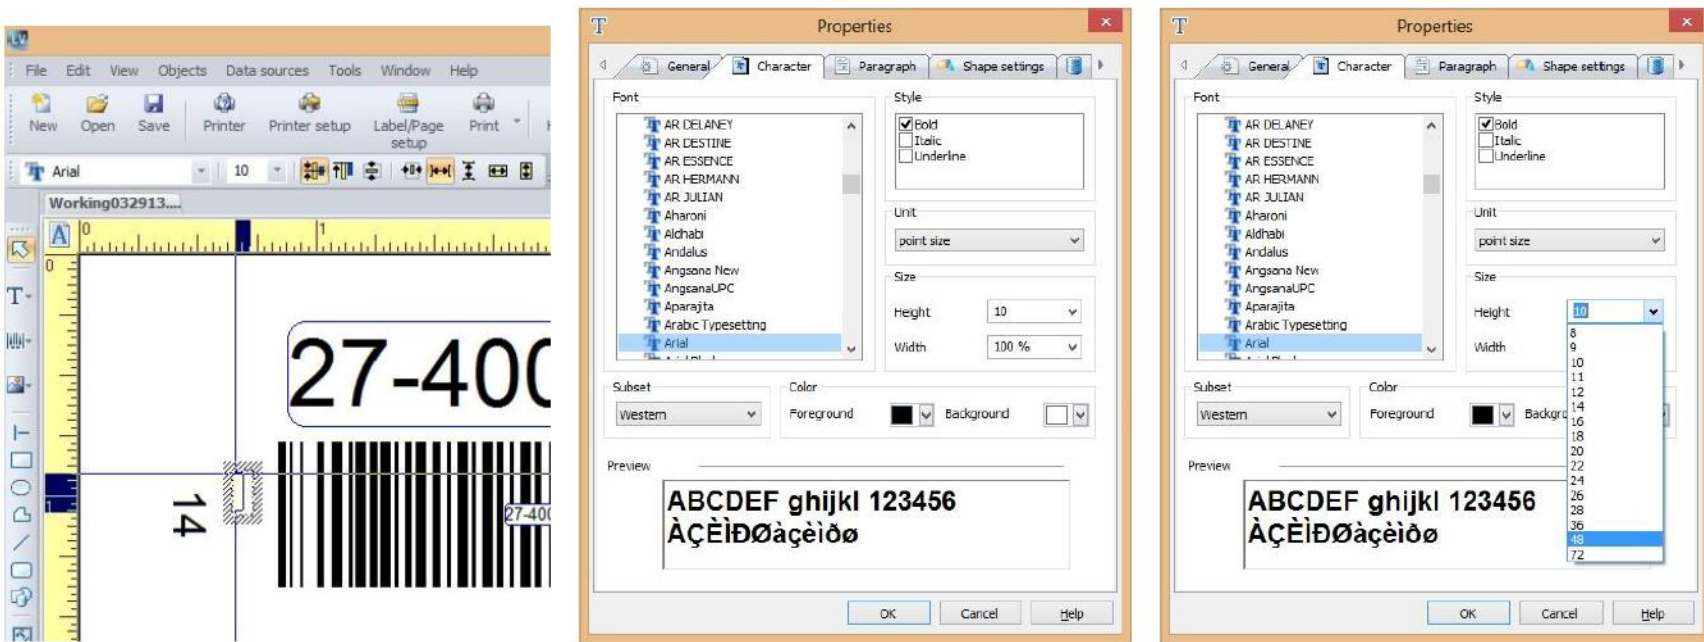 LV
File Edit View Objects Data sources Tools Window Help
New Open Save Printer Printer setup Label/Page setup Print
Arial 10
Working032913....
0 1
0
1
27-400
14
27-400
Properties
General Character Paragraph Shape settings
Font
AR DELANEY
AR DESTINE
AR ESSENCE
AR HERMANN
AR JULIAN
Aharoni
Aldhabi
Andalus
Angsana New
AngsanaUPC
Aparajita
Arabic Typesetting
Arial
Style
Bold
Italic
Underline
Unit
point size
Size
Height 10
Width 100 %
Subset
Western
Color
Foreground Background
Preview
ABCDEF ghijkl 123456
ÀÇÈÌÐØàçèìðø
OK Cancel Help
Properties
General Character Paragraph Shape settings
Font
AR DELANEY
AR DESTINE
AR ESSENCE
AR HERMANN
AR JULIAN
Aharoni
Aldhabi
Andalus
Angsana New
AngsanaUPC
Aparajita
Arabic Typesetting
Arial
Style
Bold
Italic
Underline
Unit
point size
Size
Height 10
Width
8
9
10
11
12
14
16
18
20
22
24
26
28
36
48
72
Subset
Western
Color
Foreground Backgro
Preview
ABCDEF ghijkl 123456
ÀÇÈÌÐØàçèìðø
OK Cancel Help